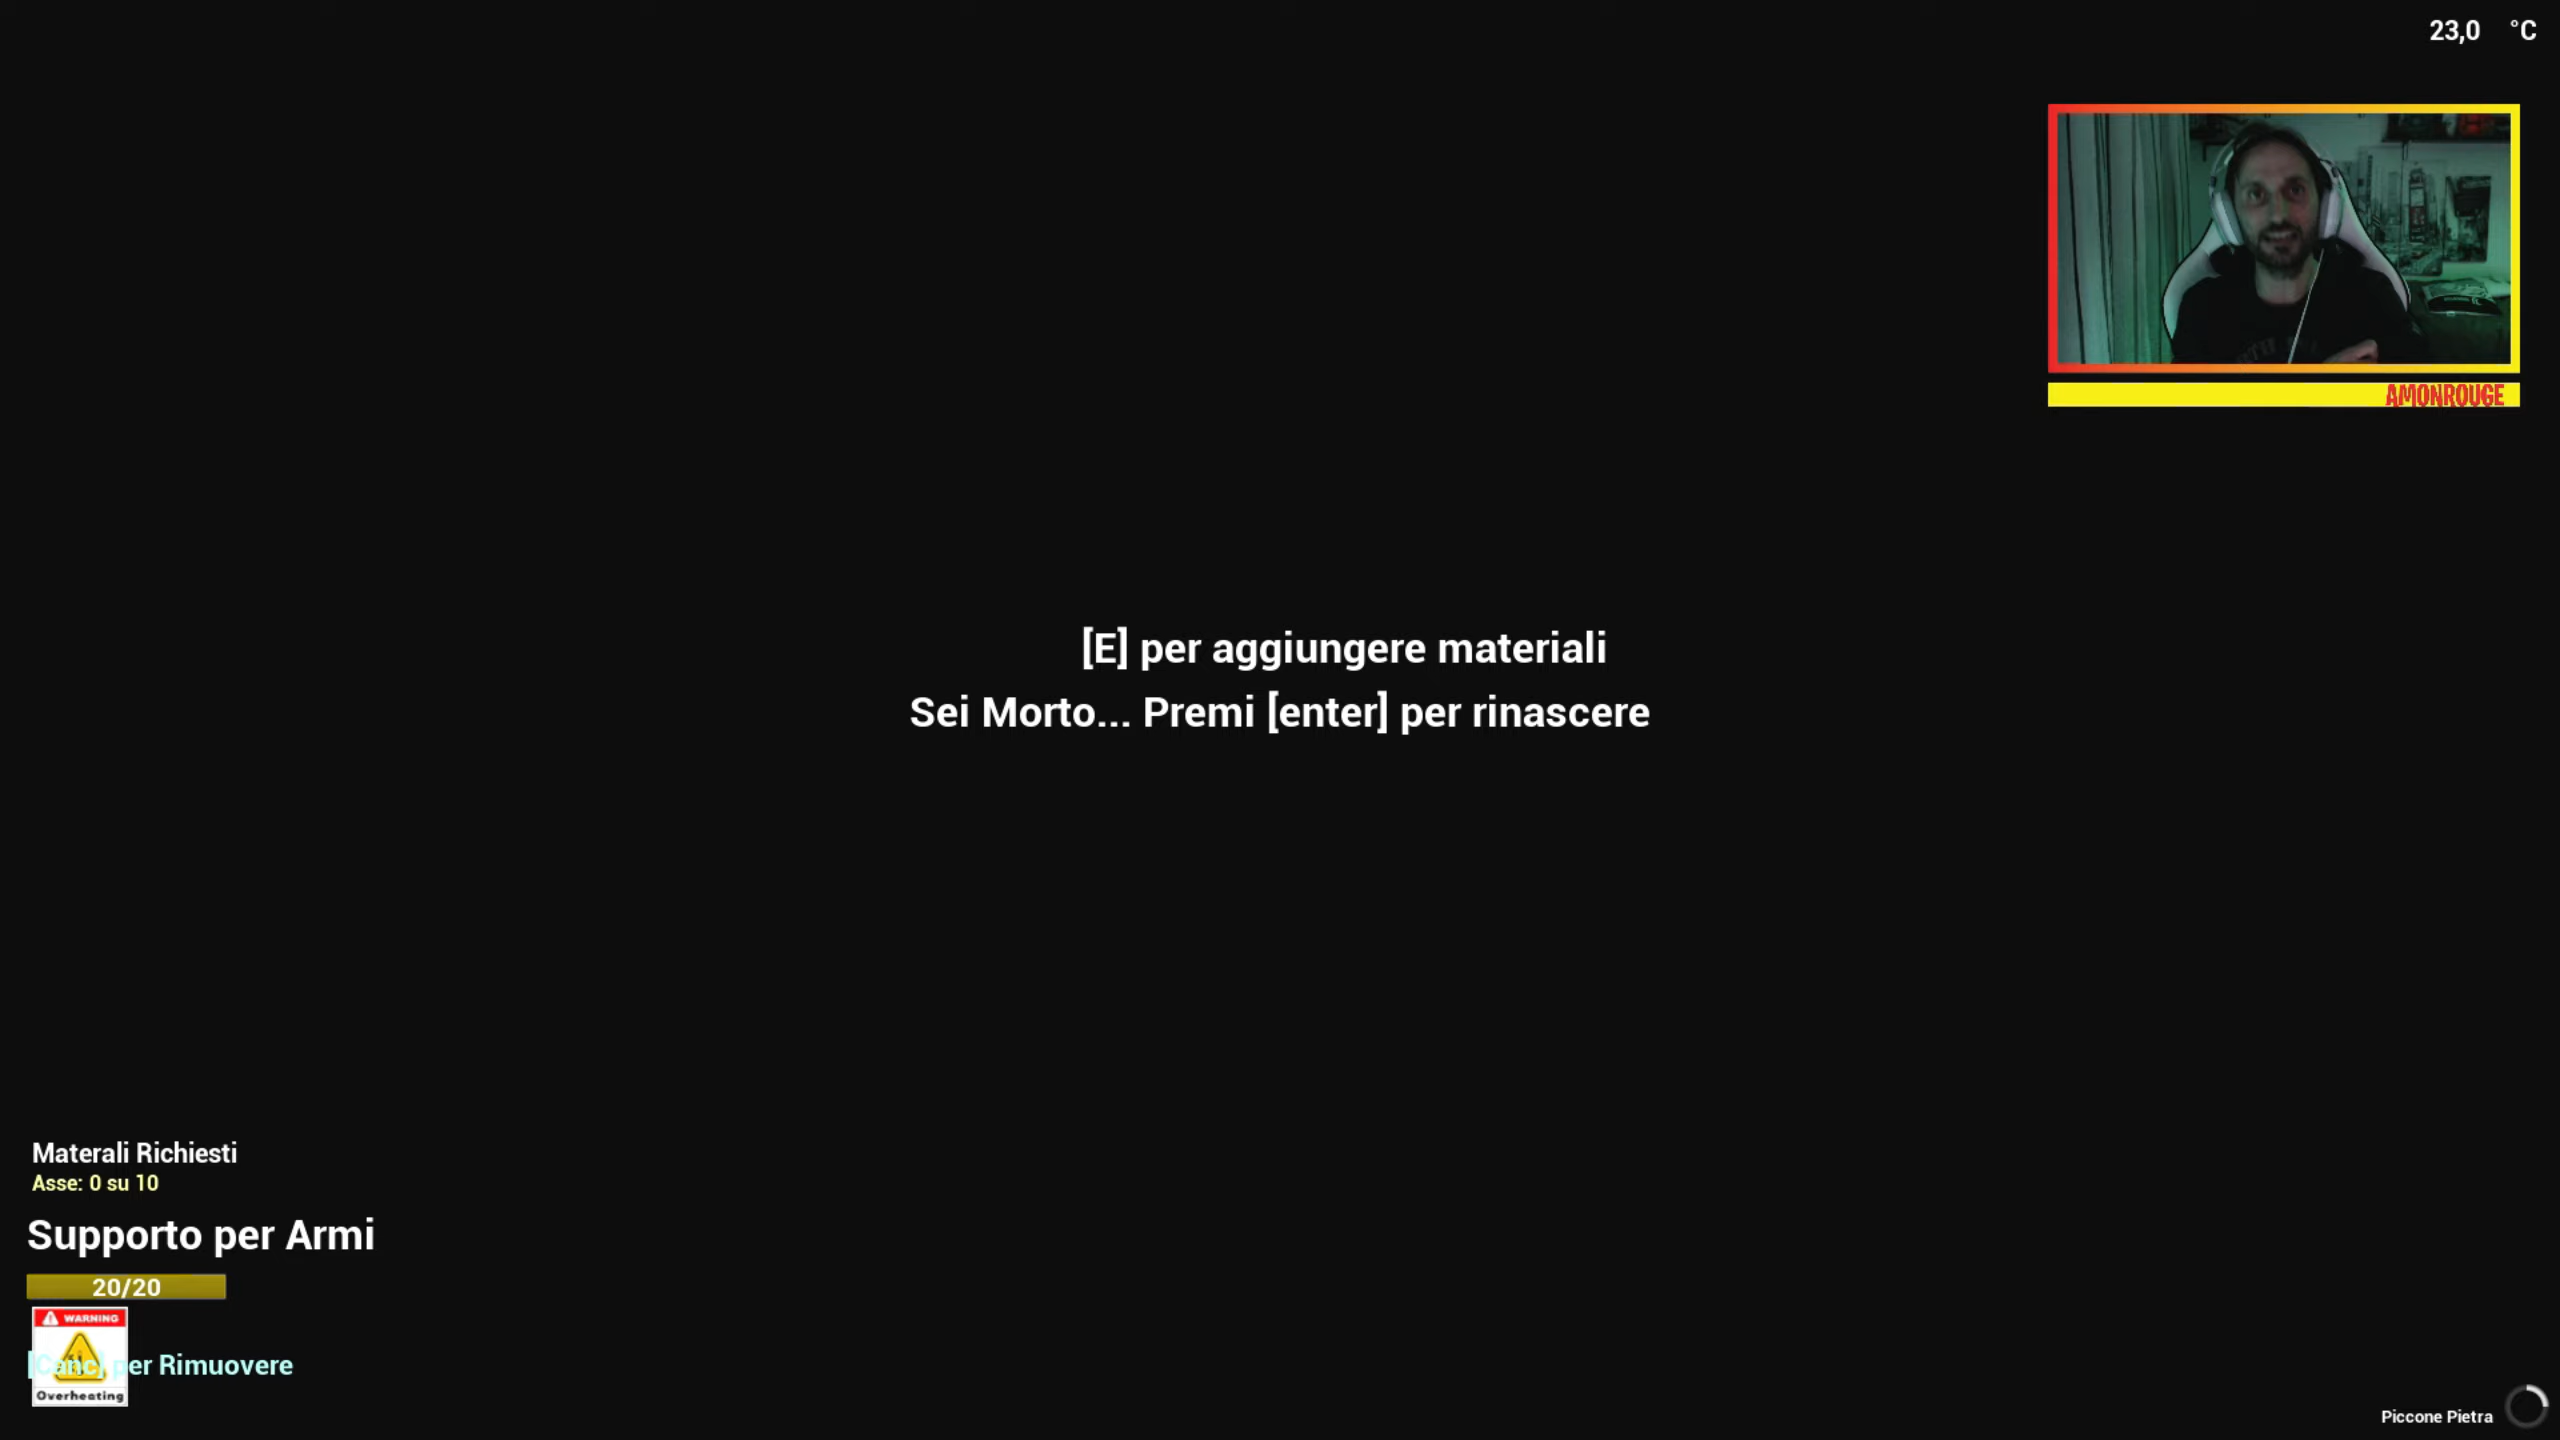 23,0 °C
AMONROUGE
[E] per aggiungere materiali
Sei Morto... Premi [enter] per rinascere
Materali Richiesti
Asse: 0 su 10
Supporto per Armi
20/20
WARNING
[Canc] per Rimuovere
Overheating
Piccone Pietra